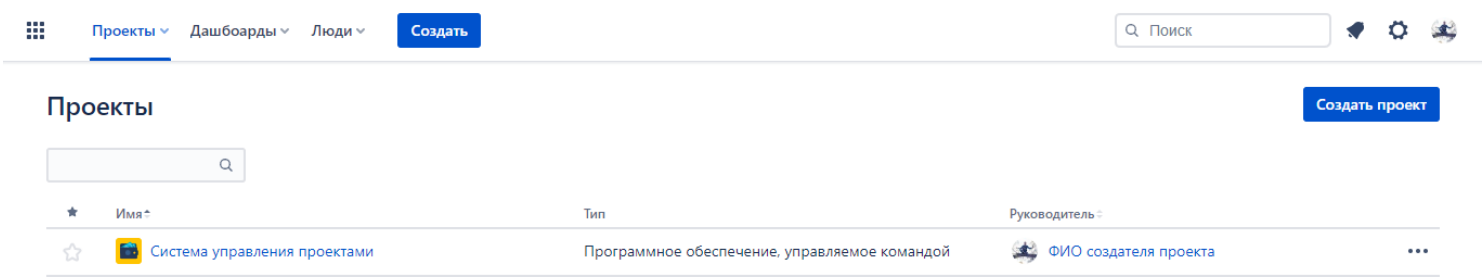 Проекты Дашбоарды Люди Создать Поиск
Проекты Создать проект
Имя Тип Руководитель
Система управления проектами Программное обеспечение, управляемое командой ФИО создателя проекта